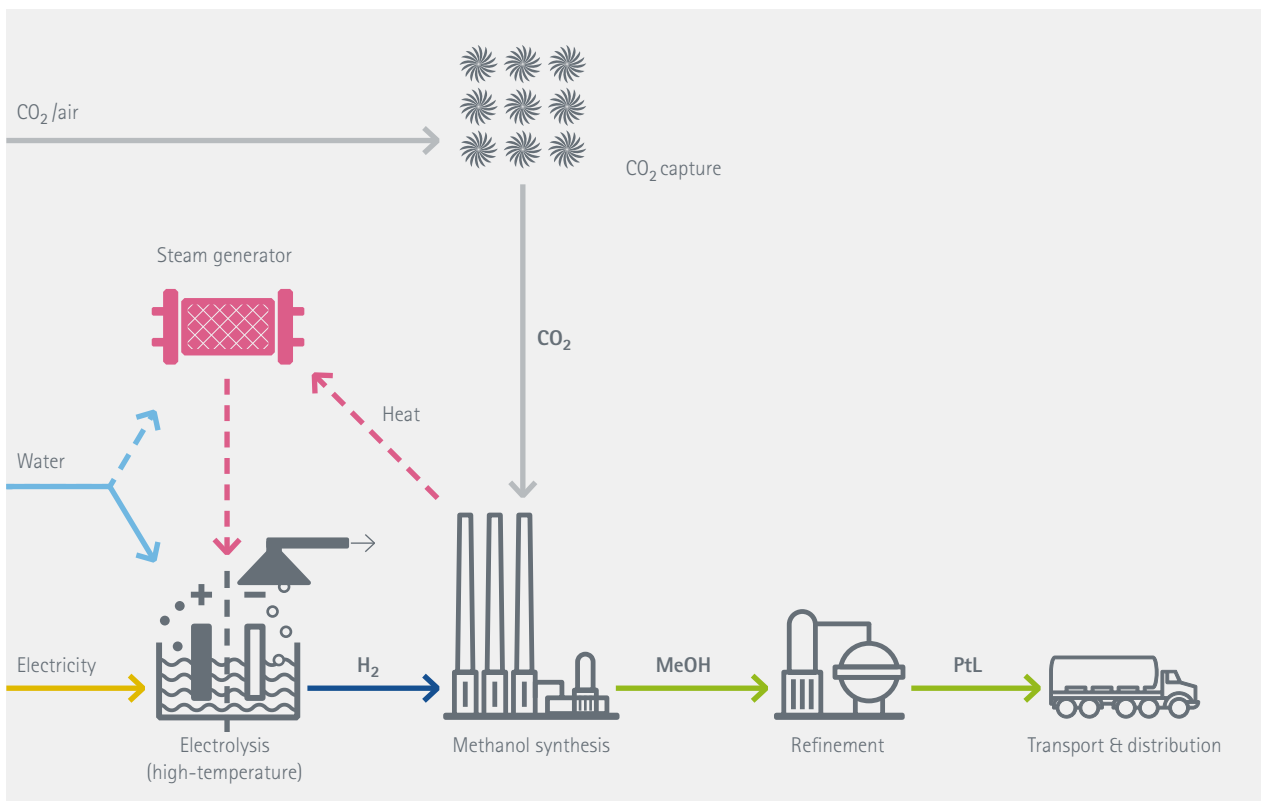 CO₂/air
CO₂ capture
Steam generator
CO₂
Heat
Water
+ −
Electricity
H₂
MeOH
PtL
Electrolysis
(high-temperature)
Methanol synthesis
Refinement
Transport & distribution